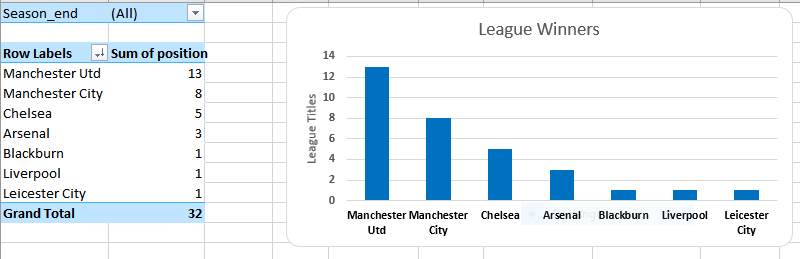 Season_end (All)
Row Labels Sum of position
Manchester Utd 13
Manchester City 8
Chelsea 5
Arsenal 3
Blackburn 1
Liverpool 1
Leicester City 1
Grand Total 32
League Winners
League Titles
14
12
10
8
6
4
2
0
Manchester Utd
Manchester City
Chelsea
Arsenal
Blackburn
Liverpool
Leicester City